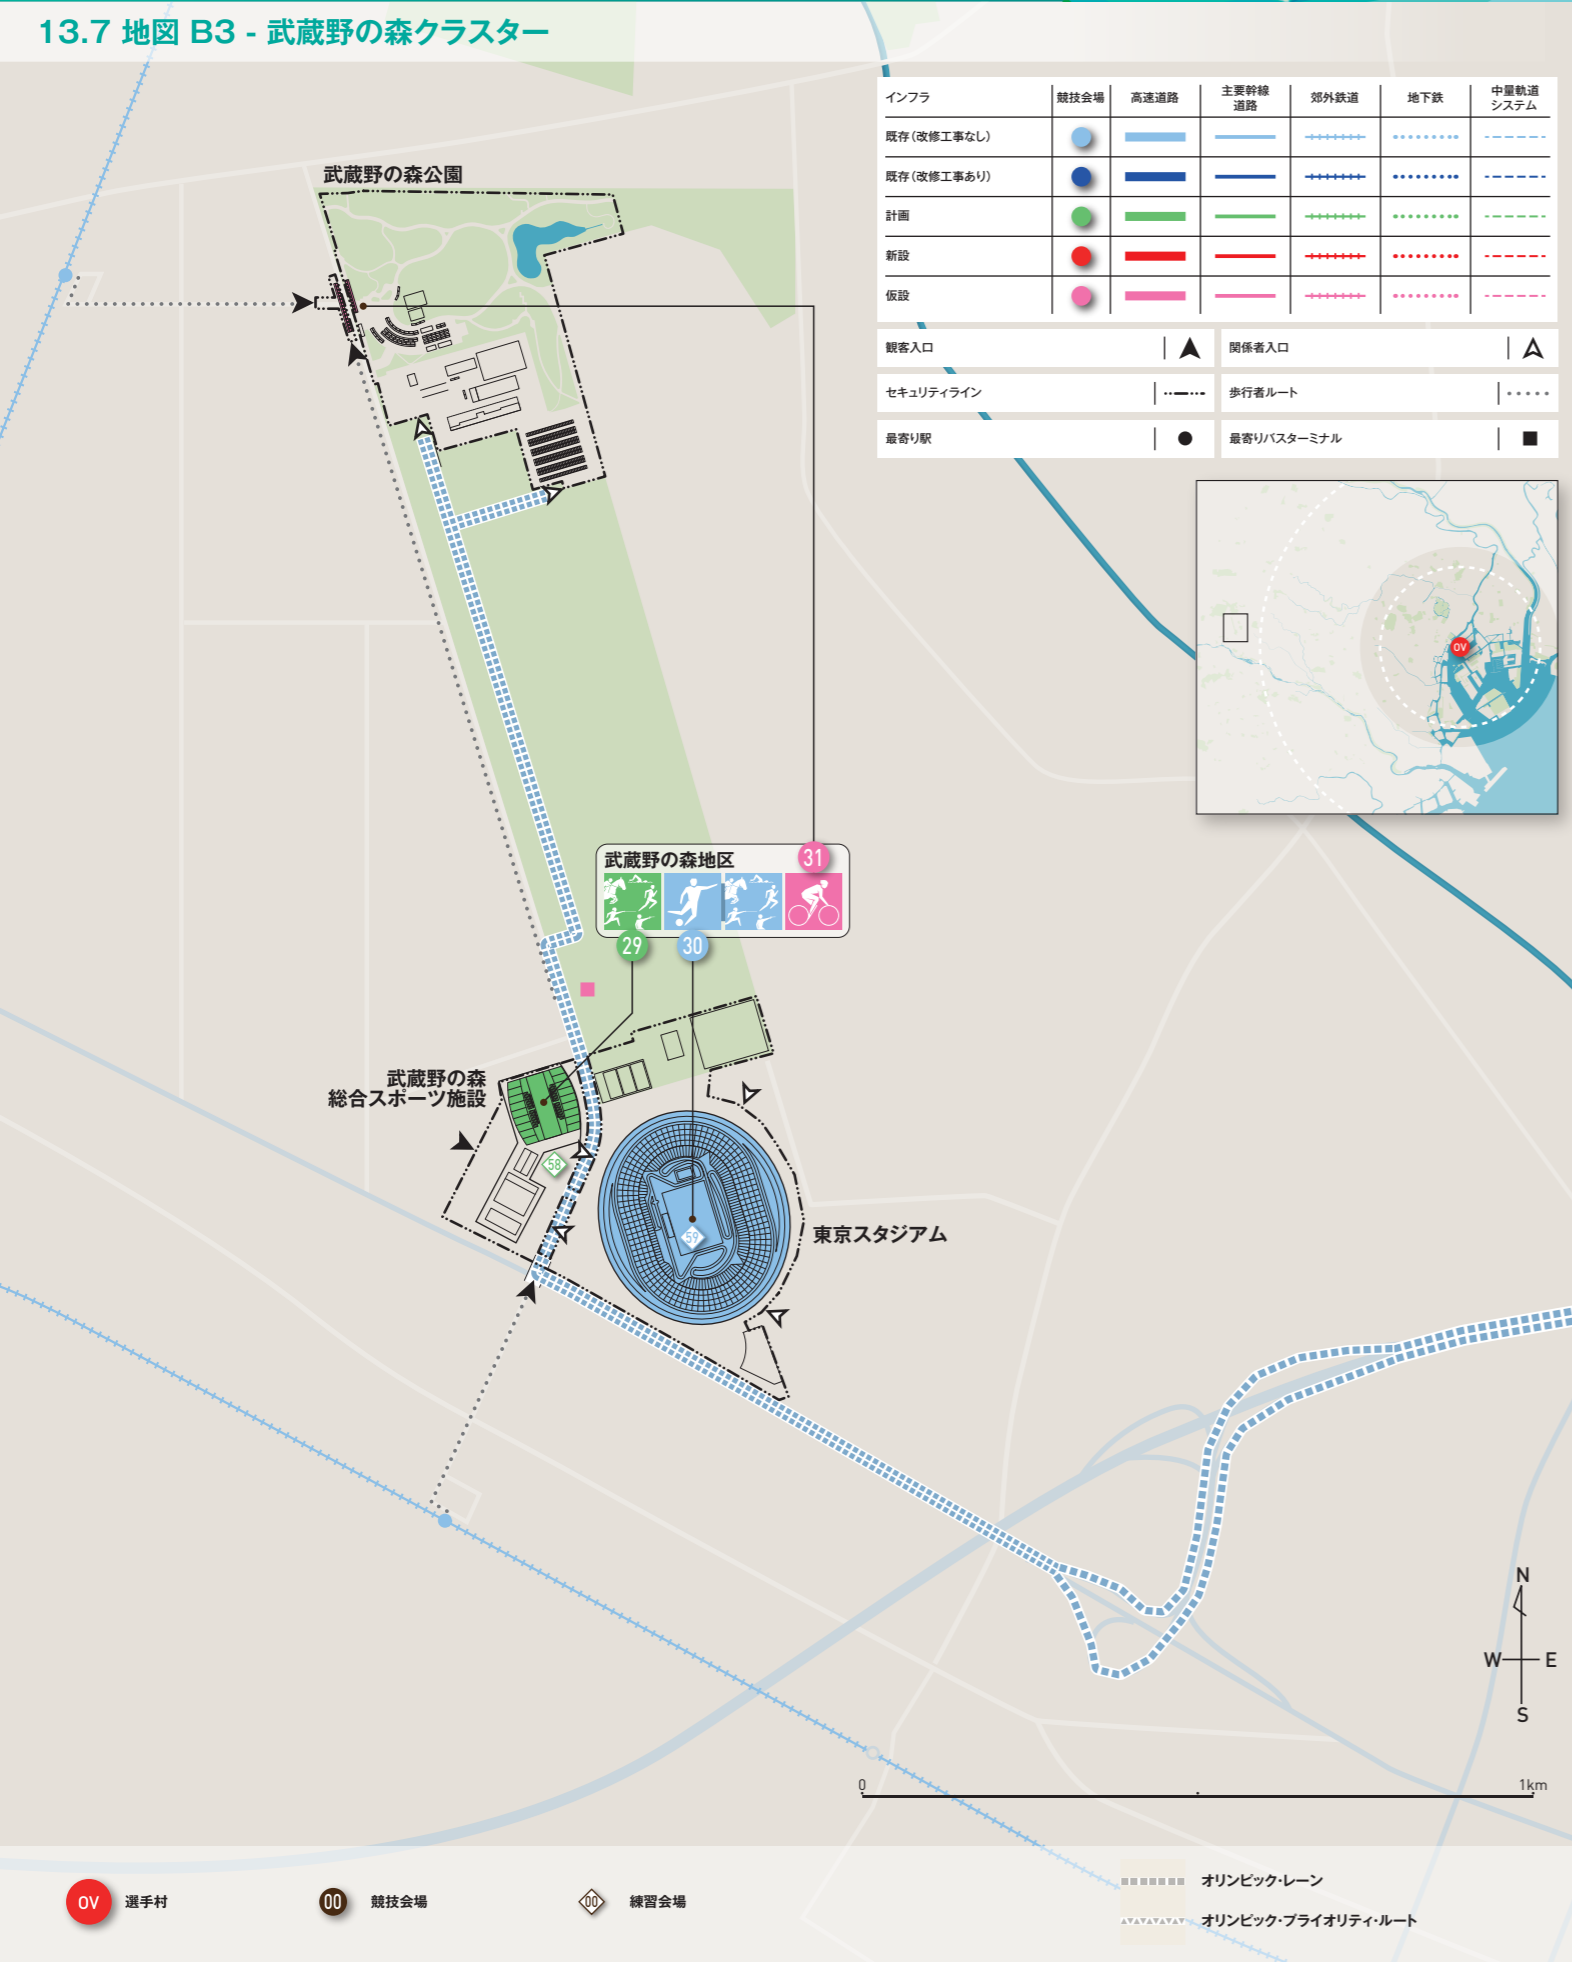 13.7 地図 B3 - 武蔵野の森クラスター
インフラ
競技会場
高速道路
主要幹線
道路
郊外鉄道
地下鉄
中量軌道
システム
既存（改修工事なし）
既存（改修工事あり）
計画
新設
仮設
観客入口
関係者入口
セキュリティライン
歩行者ルート
最寄り駅
最寄りバスターミナル
武蔵野の森公園
OV
武蔵野の森地区
31
29
30
武蔵野の森
総合スポーツ施設
58
59
東京スタジアム
N
W
E
S
0
1km
OV
選手村
00
競技会場
00
練習会場
オリンピック・レーン
オリンピック・プライオリティ・ルート